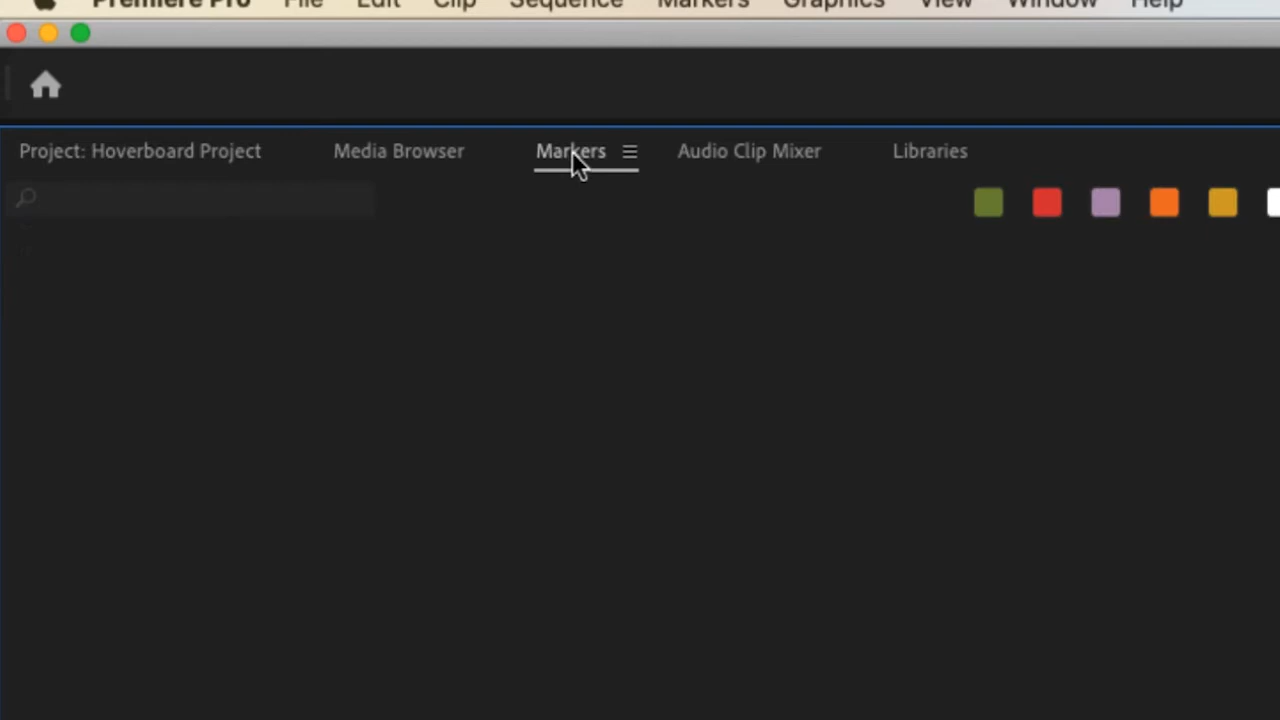 Premiere Pro File Edit Clip Sequence Markers Graphics View Window Help
Project: Hoverboard Project Media Browser Markers Audio Clip Mixer Libraries